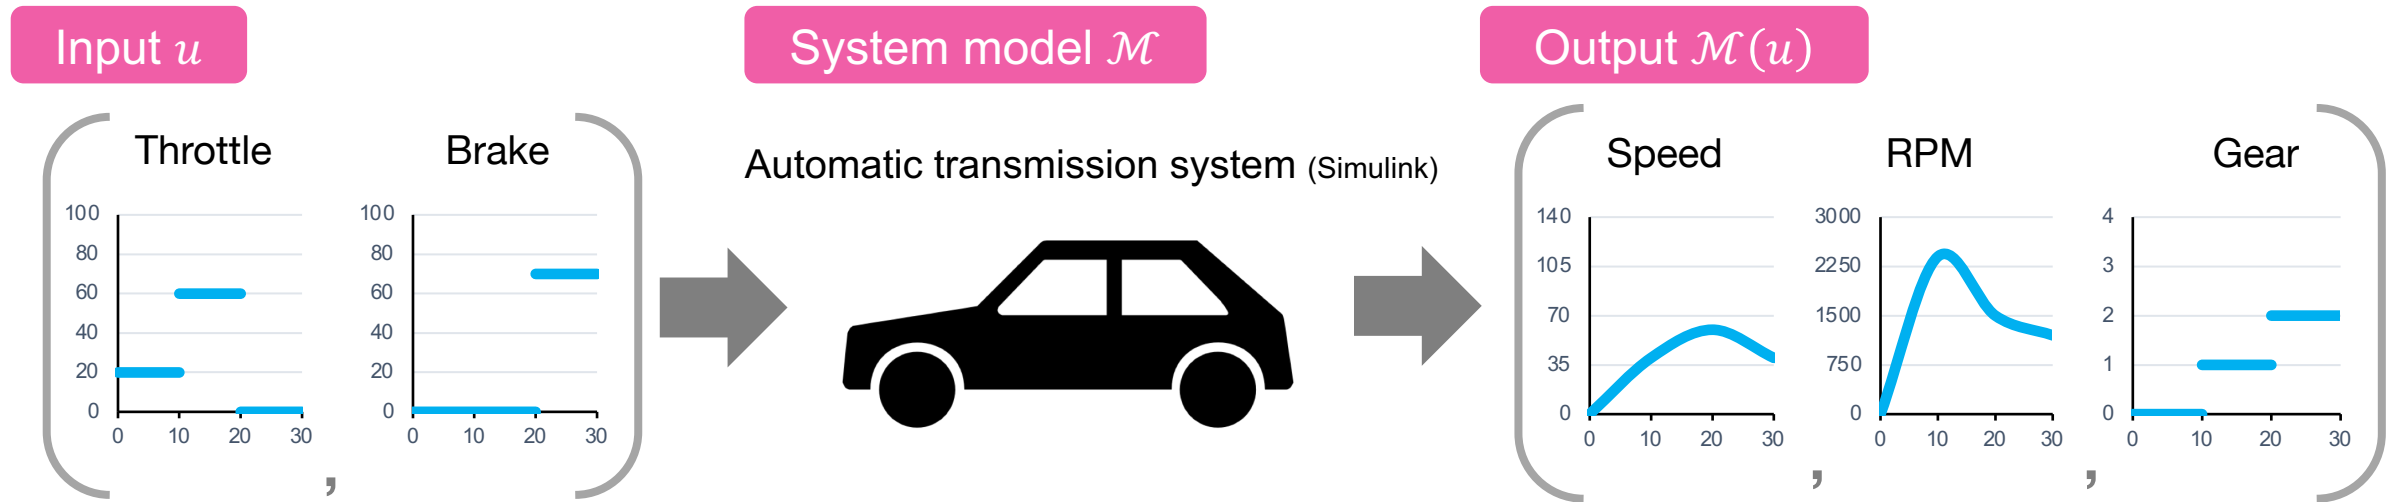 Input u
System model ℳ
Output ℳ(u)
Throttle
Brake
Automatic transmission system (Simulink)
Speed
RPM
Gear
100
80
60
40
20
0
0 10 20 30
,
100
80
60
40
20
0
0 10 20 30
140
105
70
35
0
0 10 20 30
,
3000
2250
1500
750
0
0 10 20 30
,
4
3
2
1
0
0 10 20 30